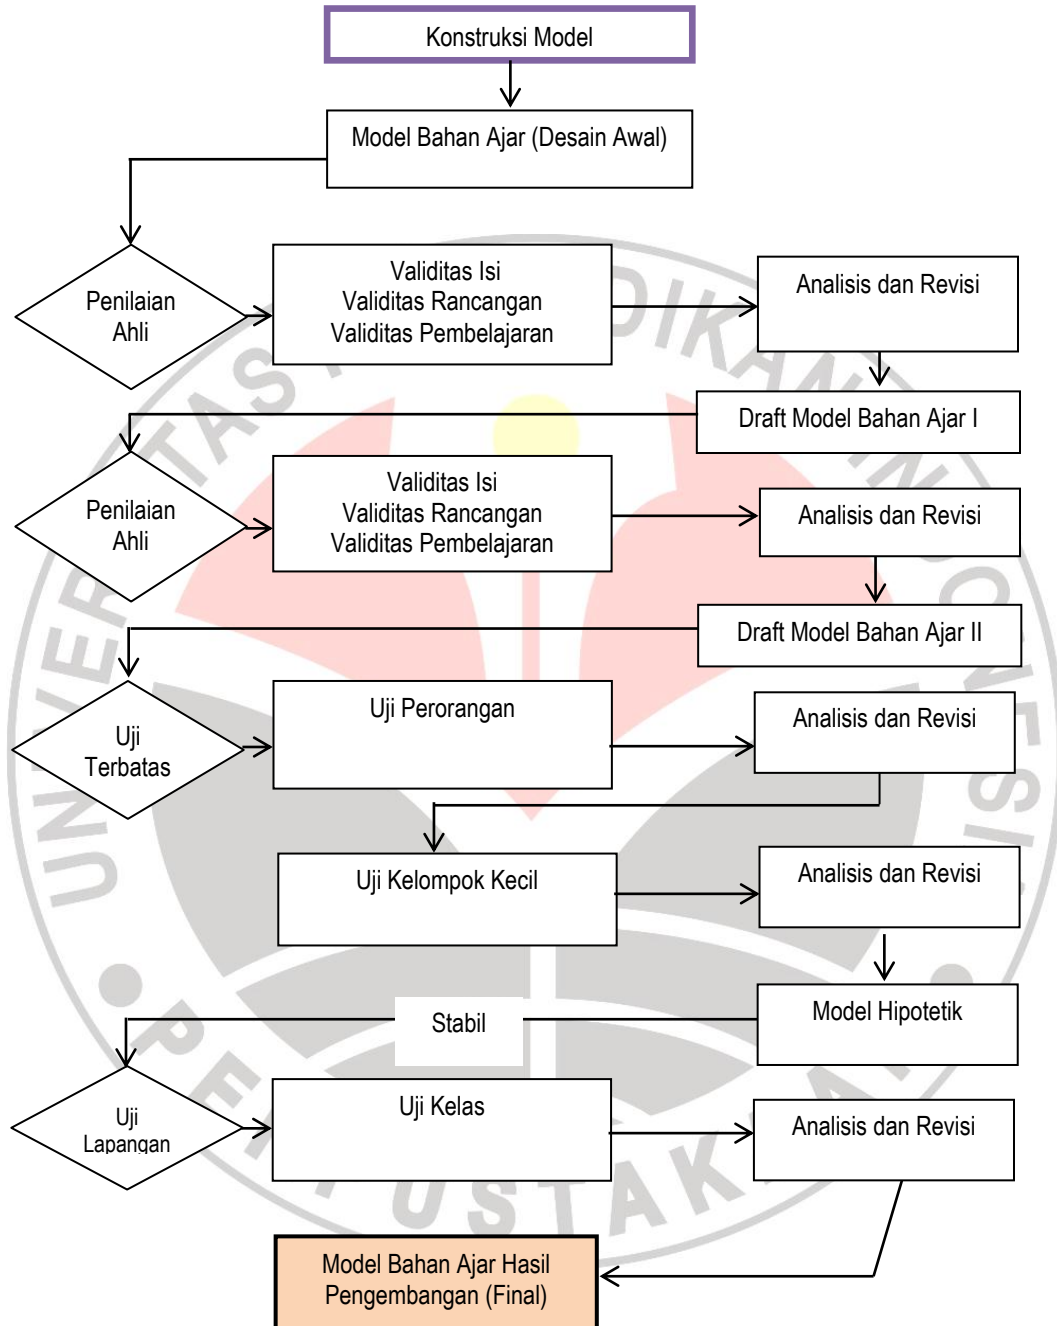 Konstruksi Model
Model Bahan Ajar (Desain Awal)
Penilaian
Ahli
Validitas Isi
Validitas Rancangan
Validitas Pembelajaran
Analisis dan Revisi
Draft Model Bahan Ajar I
Penilaian
Ahli
Validitas Isi
Validitas Rancangan
Validitas Pembelajaran
Analisis dan Revisi
Draft Model Bahan Ajar II
Uji
Terbatas
Uji Perorangan
Analisis dan Revisi
Uji Kelompok Kecil
Analisis dan Revisi
Model Hipotetik
Stabil
Uji
Lapangan
Uji Kelas
Analisis dan Revisi
Model Bahan Ajar Hasil
Pengembangan (Final)